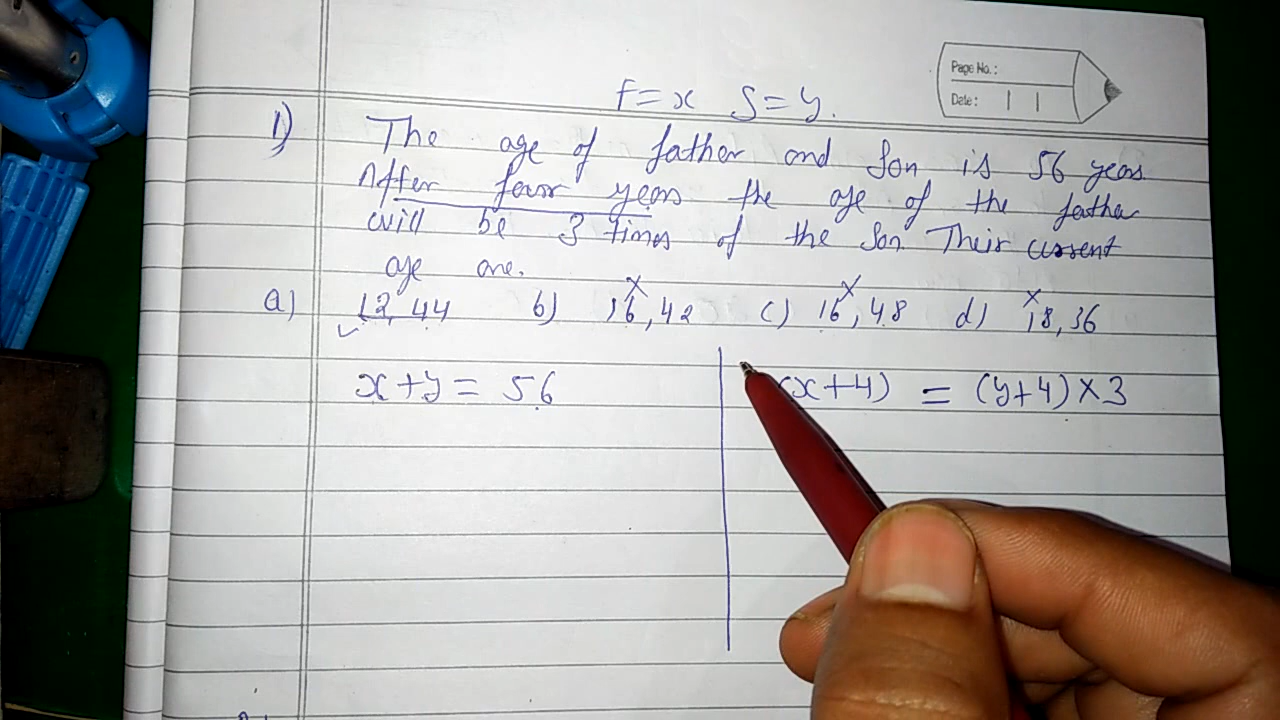 Page No.:
Date:
F=x S=y.
1) The age of father and Son is 56 years
After four years the age of the father
will be 3 times of the Son Their current
age are.
a) 12, 44 b) 16, 42 c) 16, 48 d) 18, 36
x+y = 56 (x+4) = (y+4)×3